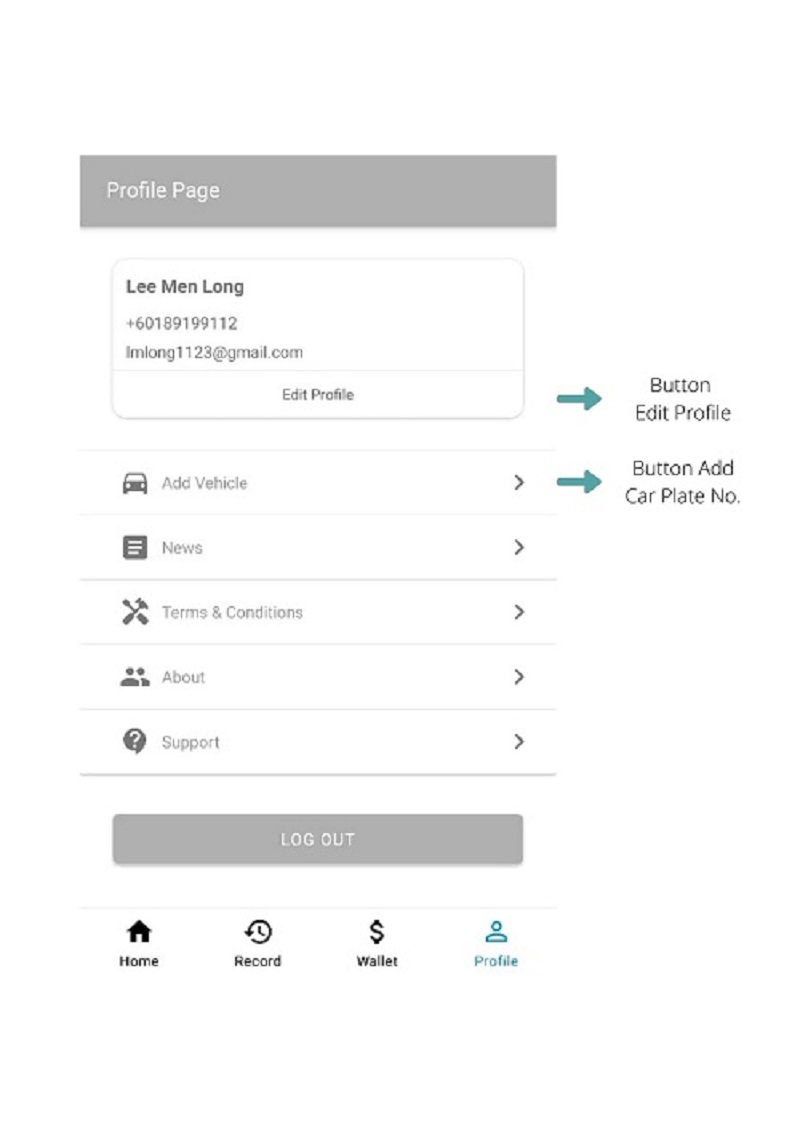 Profile Page
Lee Men Long
+60189199112
lmlong1123@gmail.com
Edit Profile
Button
Edit Profile
Add Vehicle
Button Add
Car Plate No.
News
Terms & Conditions
About
Support
LOG OUT
Home
Record
Wallet
Profile